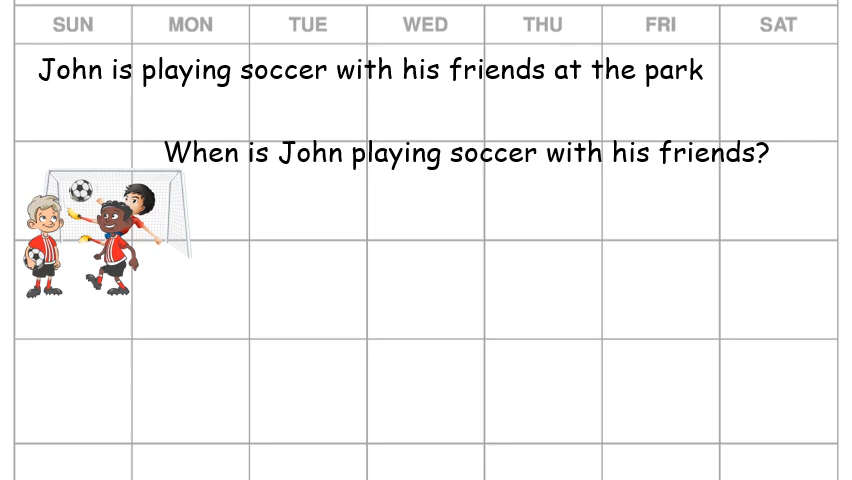 SUN MON TUE WED THU FRI SAT
John is playing soccer with his friends at the park
When is John playing soccer with his friends?